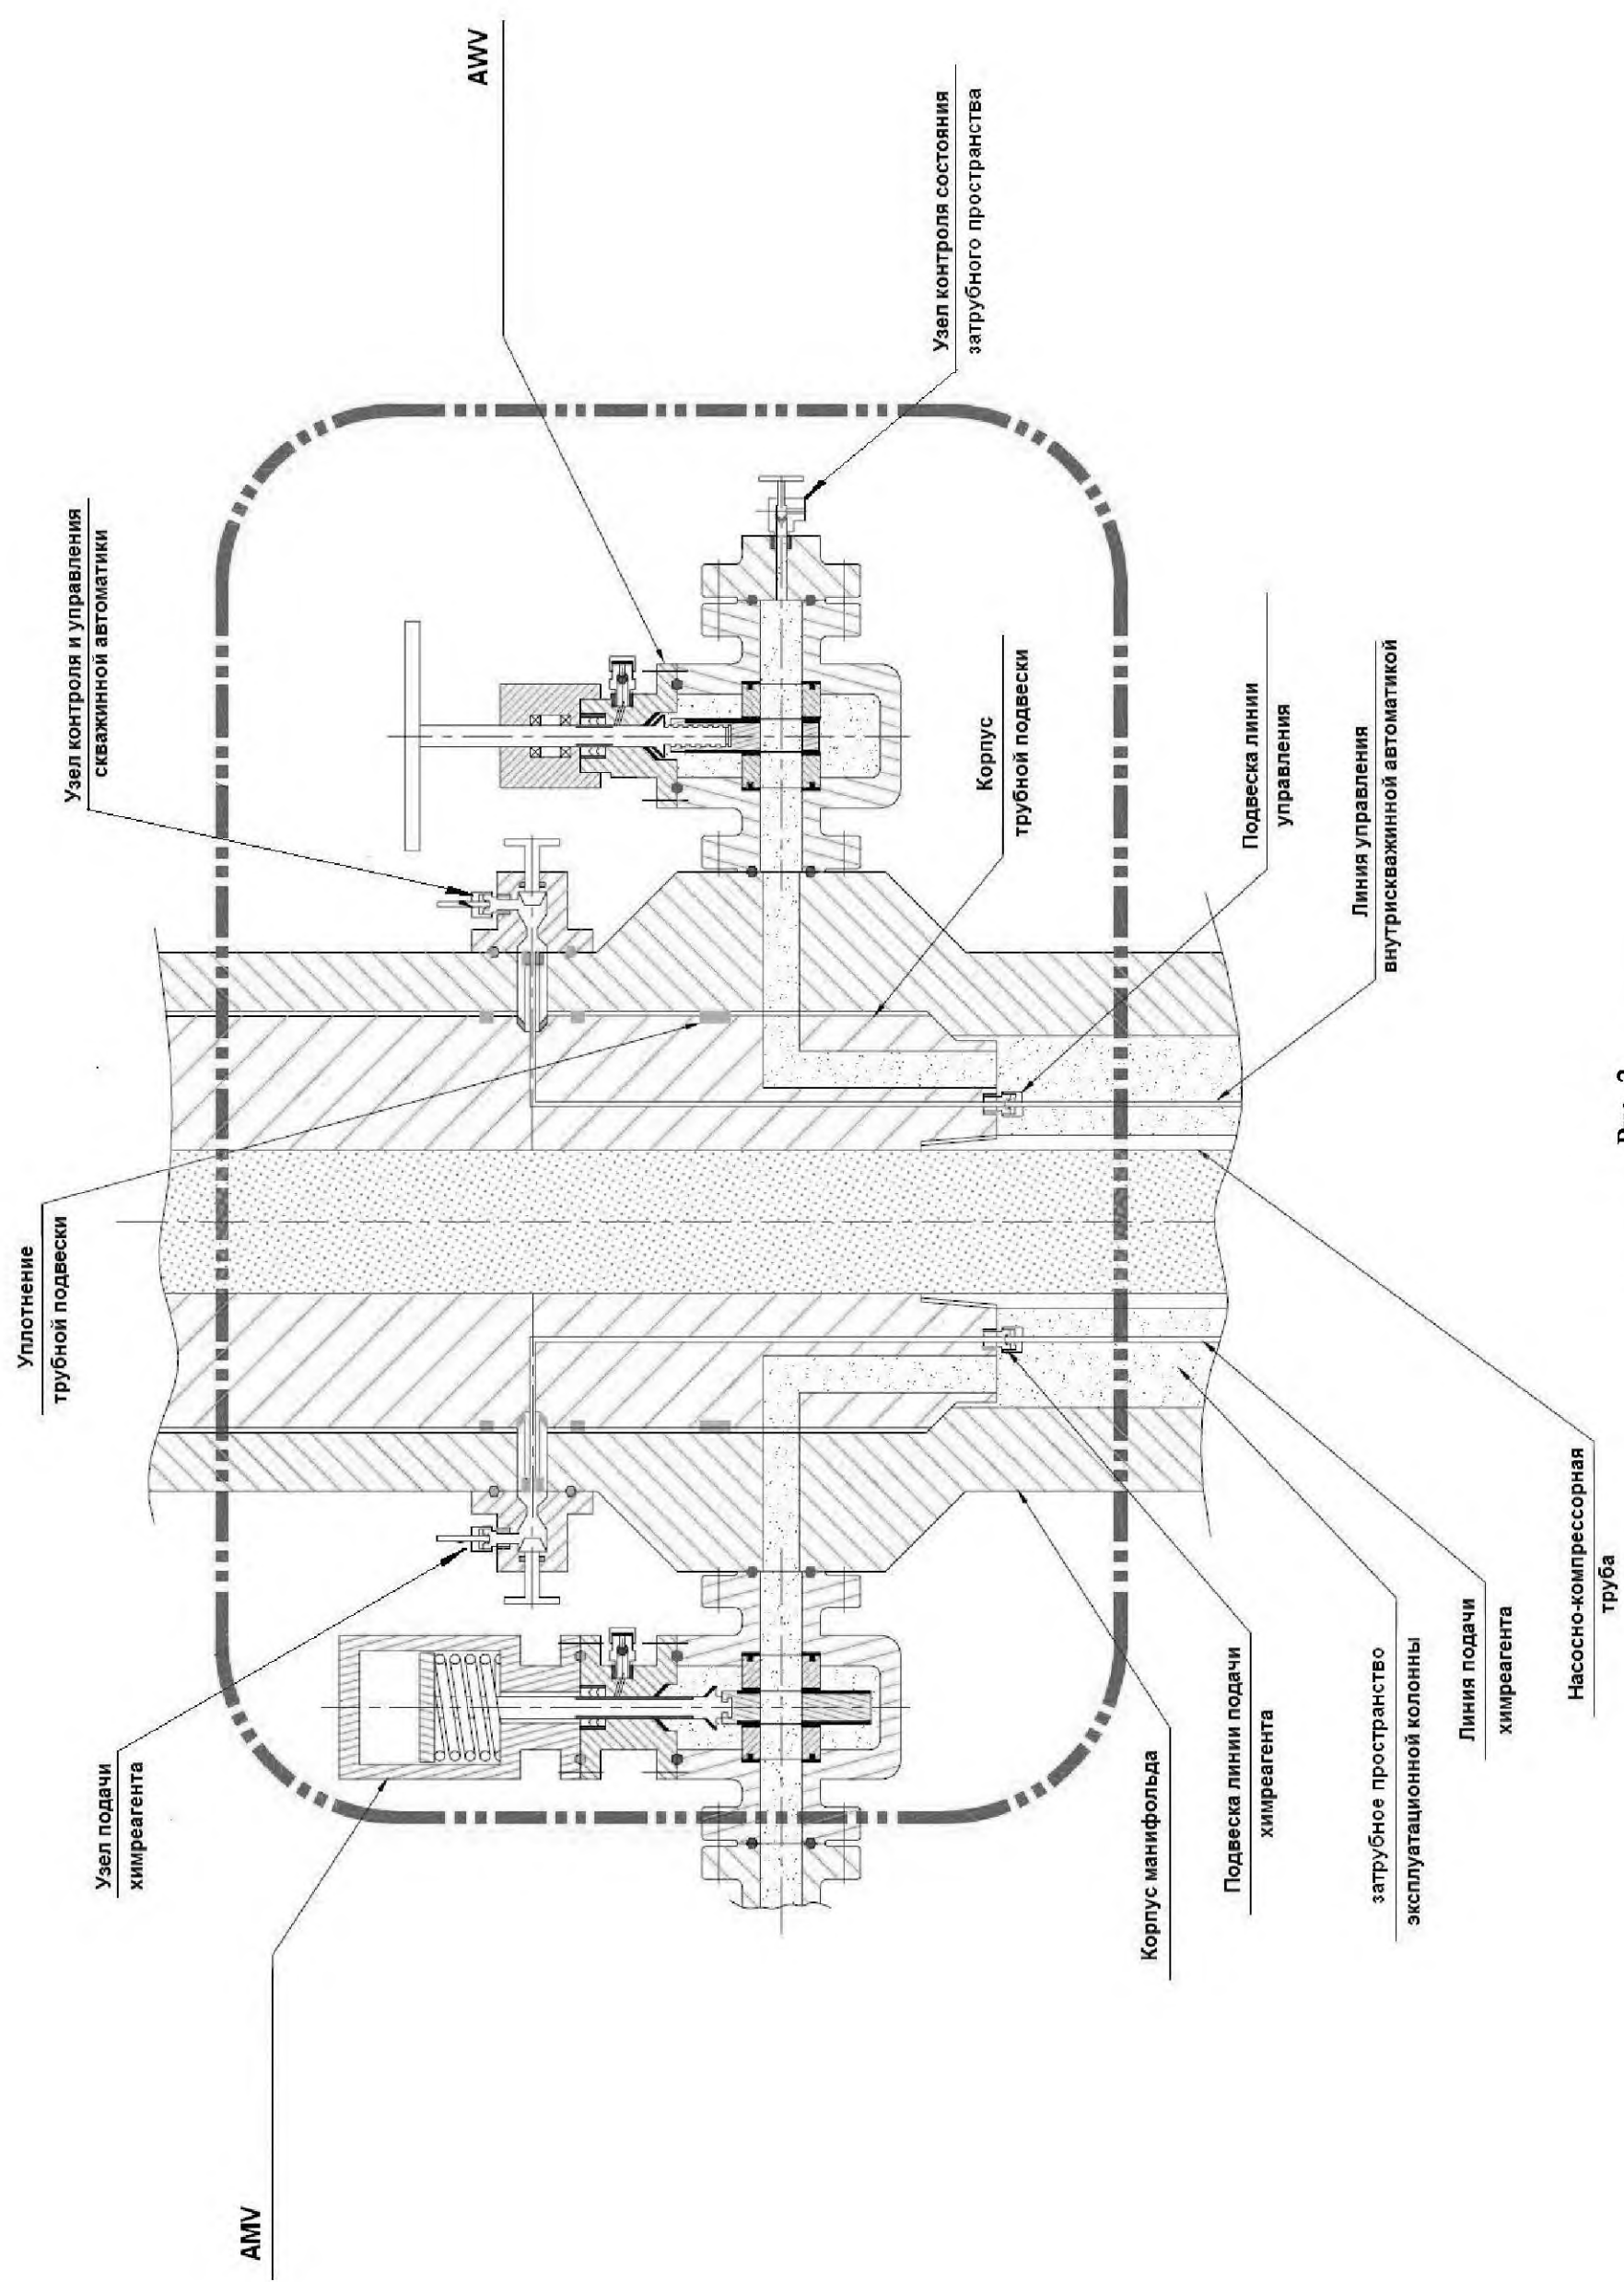 Уплотнение
трубной подвески
Узел контроля и управления
скважинной автоматики
Узел подачи
химреагента
AMV
AWV
Узел контроля состояния
затрубного пространства
Корпус
трубной подвески
Корпус манифольда
Подвеска линии подачи
химреагента
Подвеска линии
управления
Линия управления
внутрискважинной автоматикой
затрубное пространство
эксплуатационной колонны
Линия подачи
химреагента
Насосно-компрессорная
труба